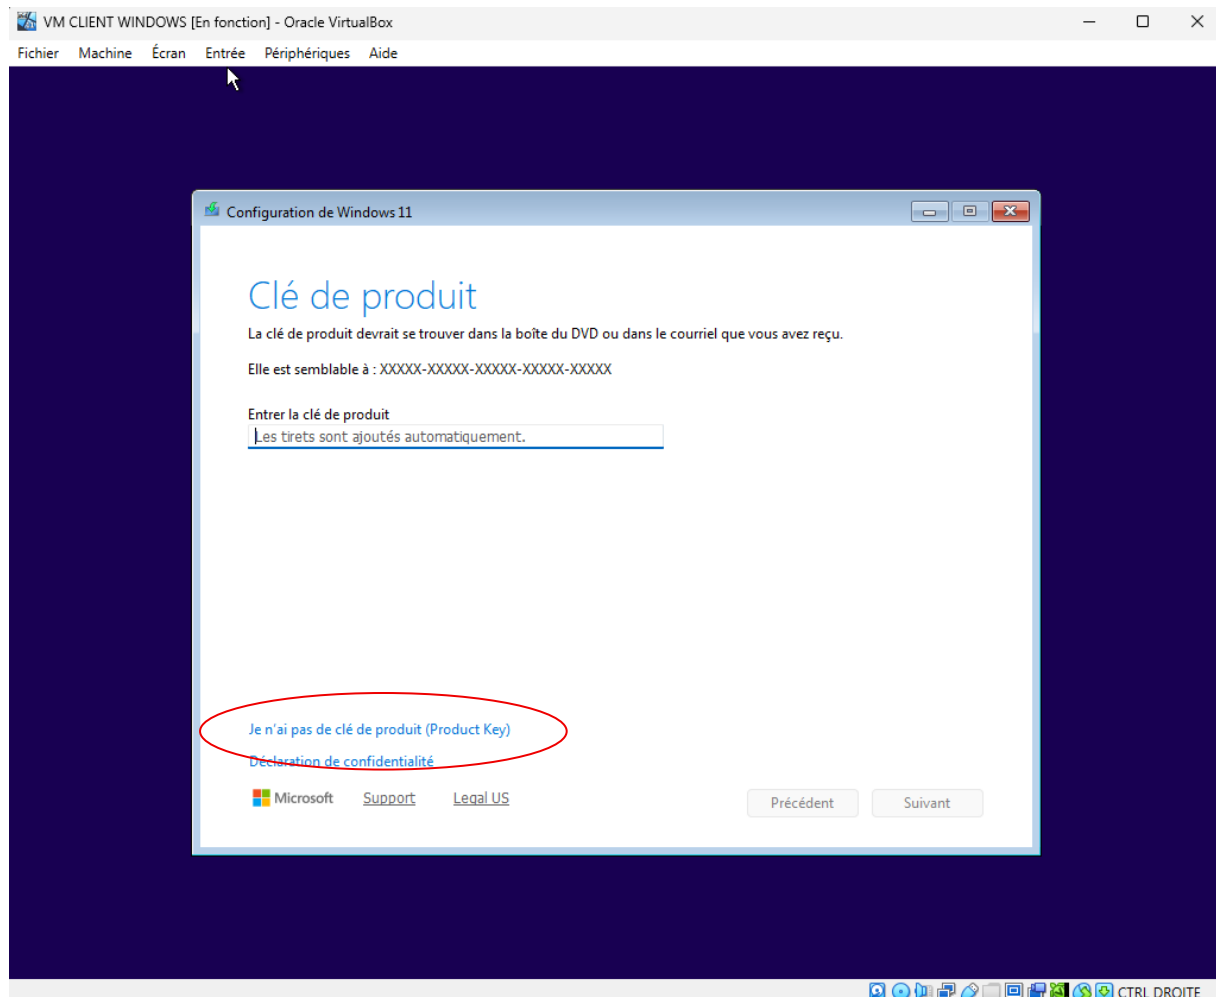 VM CLIENT WINDOWS [En fonction] - Oracle VirtualBox
Fichier Machine Écran Entrée Périphériques Aide
Configuration de Windows 11
Clé de produit
La clé de produit devrait se trouver dans la boîte du DVD ou dans le courriel que vous avez reçu.
Elle est semblable à : XXXXX-XXXXX-XXXXX-XXXXX-XXXXX
Entrer la clé de produit
Les tirets sont ajoutés automatiquement.
Je n'ai pas de clé de produit (Product Key)
Déclaration de confidentialité
Microsoft Support Legal US
Précédent Suivant
CTRL DROITE